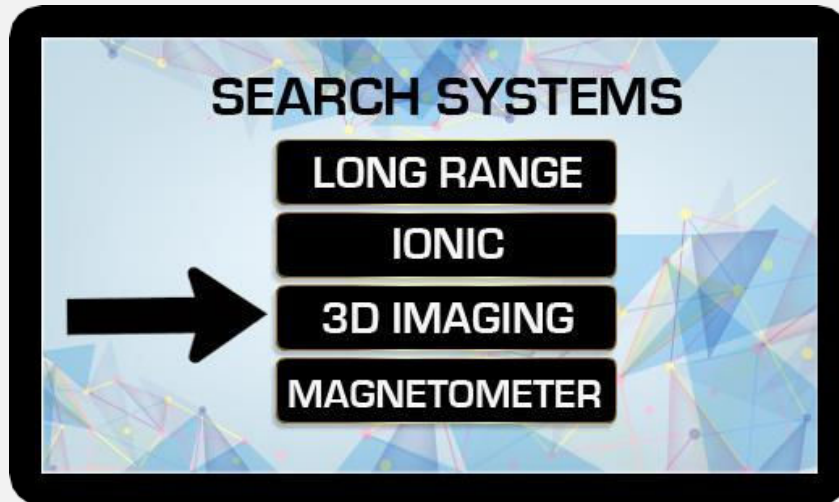 SEARCH SYSTEMS
LONG RANGE
IONIC
3D IMAGING
MAGNETOMETER